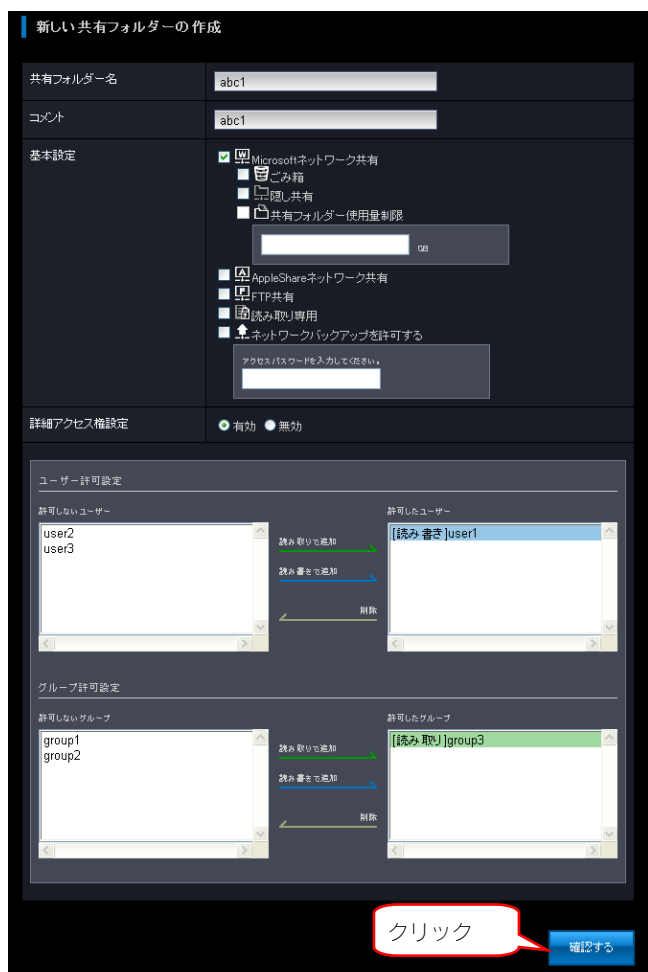 新しい共有フォルダーの作成
共有フォルダー名
abc1
コメント
abc1
基本設定
Microsoftネットワーク共有
ごみ箱
隠し共有
共有フォルダー使用量制限
GB
AppleShareネットワーク共有
FTP共有
読み取り専用
ネットワークバックアップを許可する
アクセスパスワードを入力してください。
詳細アクセス権設定
有効 無効
ユーザー許可設定
許可しないユーザー 許可したユーザー
user2
user3
読み取りで追加
読み書きで追加
削除
[読み書き]user1
グループ許可設定
許可しないグループ 許可したグループ
group1
group2
読み取りで追加
読み書きで追加
削除
[読み取り]group3
クリック
確認する